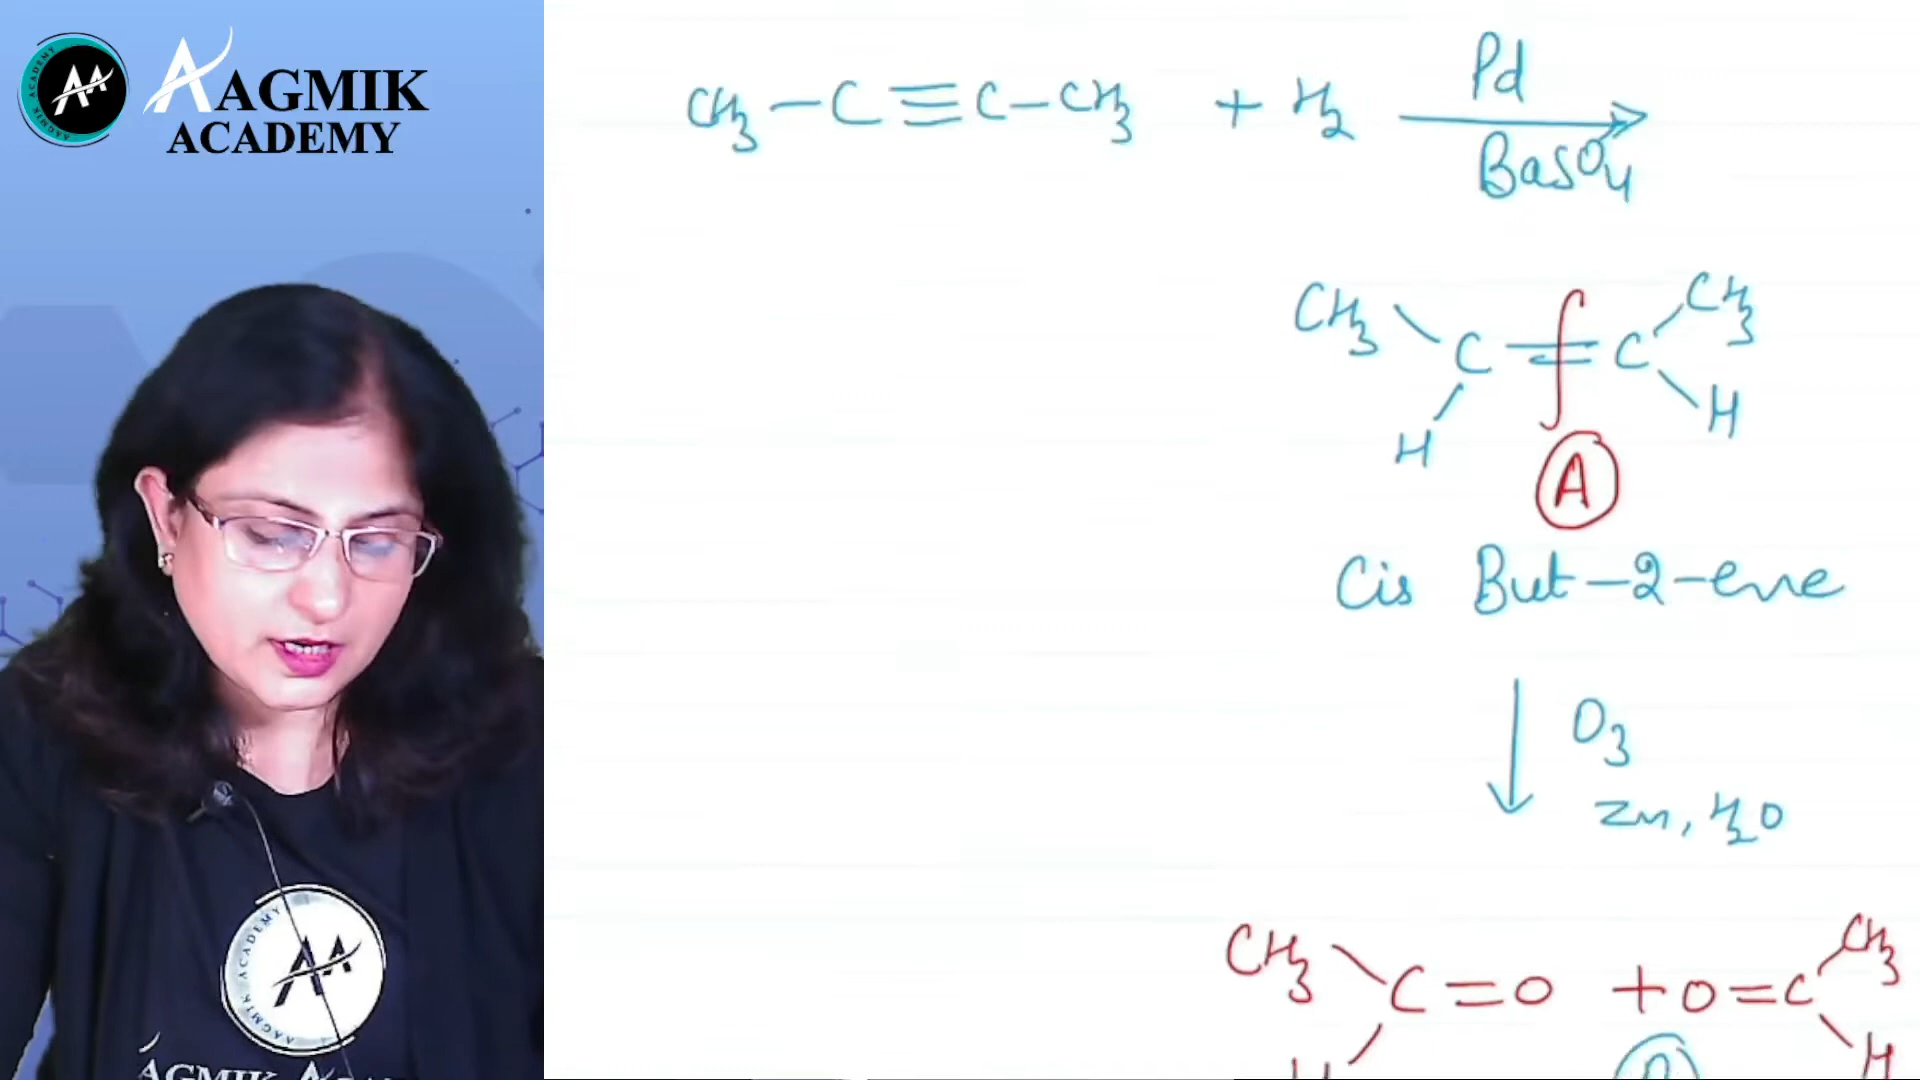 AAGMIK
ACADEMY
CH3 - C ≡ C - CH3 + H2 Pd
BaSO4
CH3 C = C CH3
H H
A
Cis But-2-ene
O3
Zn, H2O
CH3 C = O + O = C CH3
H H